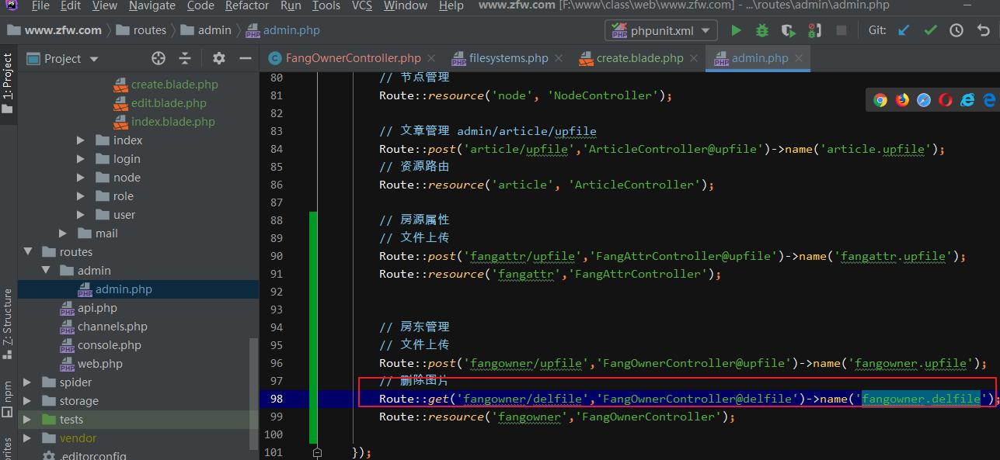 File Edit View Navigate Code Refactor Run Tools VCS Window Help www.zfw.com [F:\www\class\web\www.zfw.com] - ...\routes\admin\admin.php
www.zfw.com routes admin admin.php phpunit.xml Git:
Project FangOwnerController.php filesystems.php create.blade.php admin.php
1: Project
Z: Structure
npm
create.blade.php
edit.blade.php
index.blade.php
index
login
node
role
user
mail
routes
admin
admin.php
api.php
channels.php
console.php
web.php
spider
storage
tests
vendor
.editorconfig
80 // 节点管理
81 Route::resource('node', 'NodeController');
82
83 // 文章管理 admin/article/upfile
84 Route::post('article/upfile','ArticleController@upfile')->name('article.upfile');
85 // 资源路由
86 Route::resource('article', 'ArticleController');
87
88 // 房源属性
89 // 文件上传
90 Route::post('fangattr/upfile','FangAttrController@upfile')->name('fangattr.upfile');
91 Route::resource('fangattr','FangAttrController');
92
93
94 // 房东管理
95 // 文件上传
96 Route::post('fangowner/upfile','FangOwnerController@upfile')->name('fangowner.upfile');
97 // 删除图片
98 Route::get('fangowner/delfile','FangOwnerController@delfile')->name('fangowner.delfile');
99 Route::resource('fangowner','FangOwnerController');
100
101 });